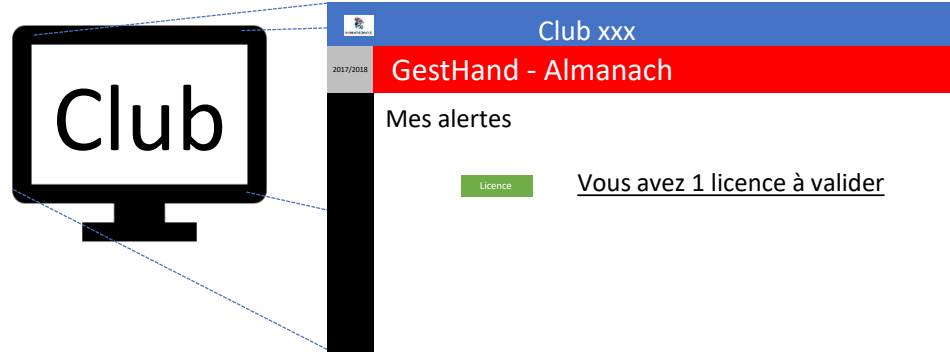 Club
Club xxx
2017/2018
GestHand - Almanach
Mes alertes
Licence
Vous avez 1 licence à valider